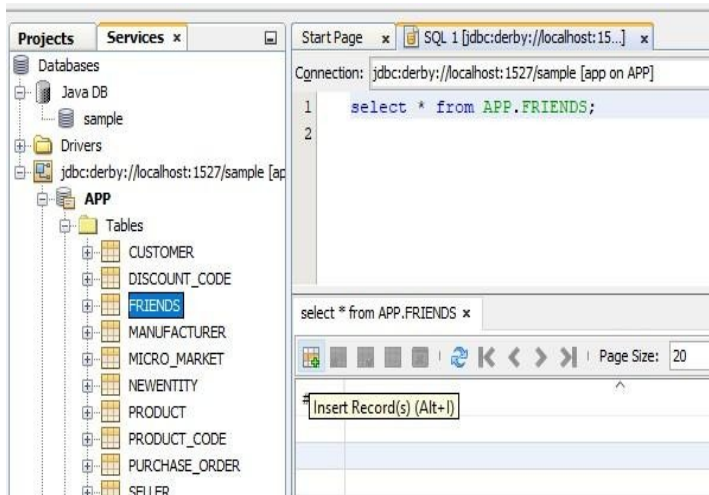 Projects
Services x
Databases
Java DB
sample
Drivers
jdbc:derby://localhost:1527/sample [ap
APP
Tables
CUSTOMER
DISCOUNT_CODE
FRIENDS
MANUFACTURER
MICRO_MARKET
NEWENTITY
PRODUCT
PRODUCT_CODE
PURCHASE_ORDER
SELLER
Start Page x
SQL 1 [jdbc:derby://localhost:15...] x
Connection: jdbc:derby://localhost:1527/sample [app on APP]
1 select * from APP.FRIENDS;
2
select * from APP.FRIENDS x
Page Size: 20
#
Insert Record(s) (Alt+I)